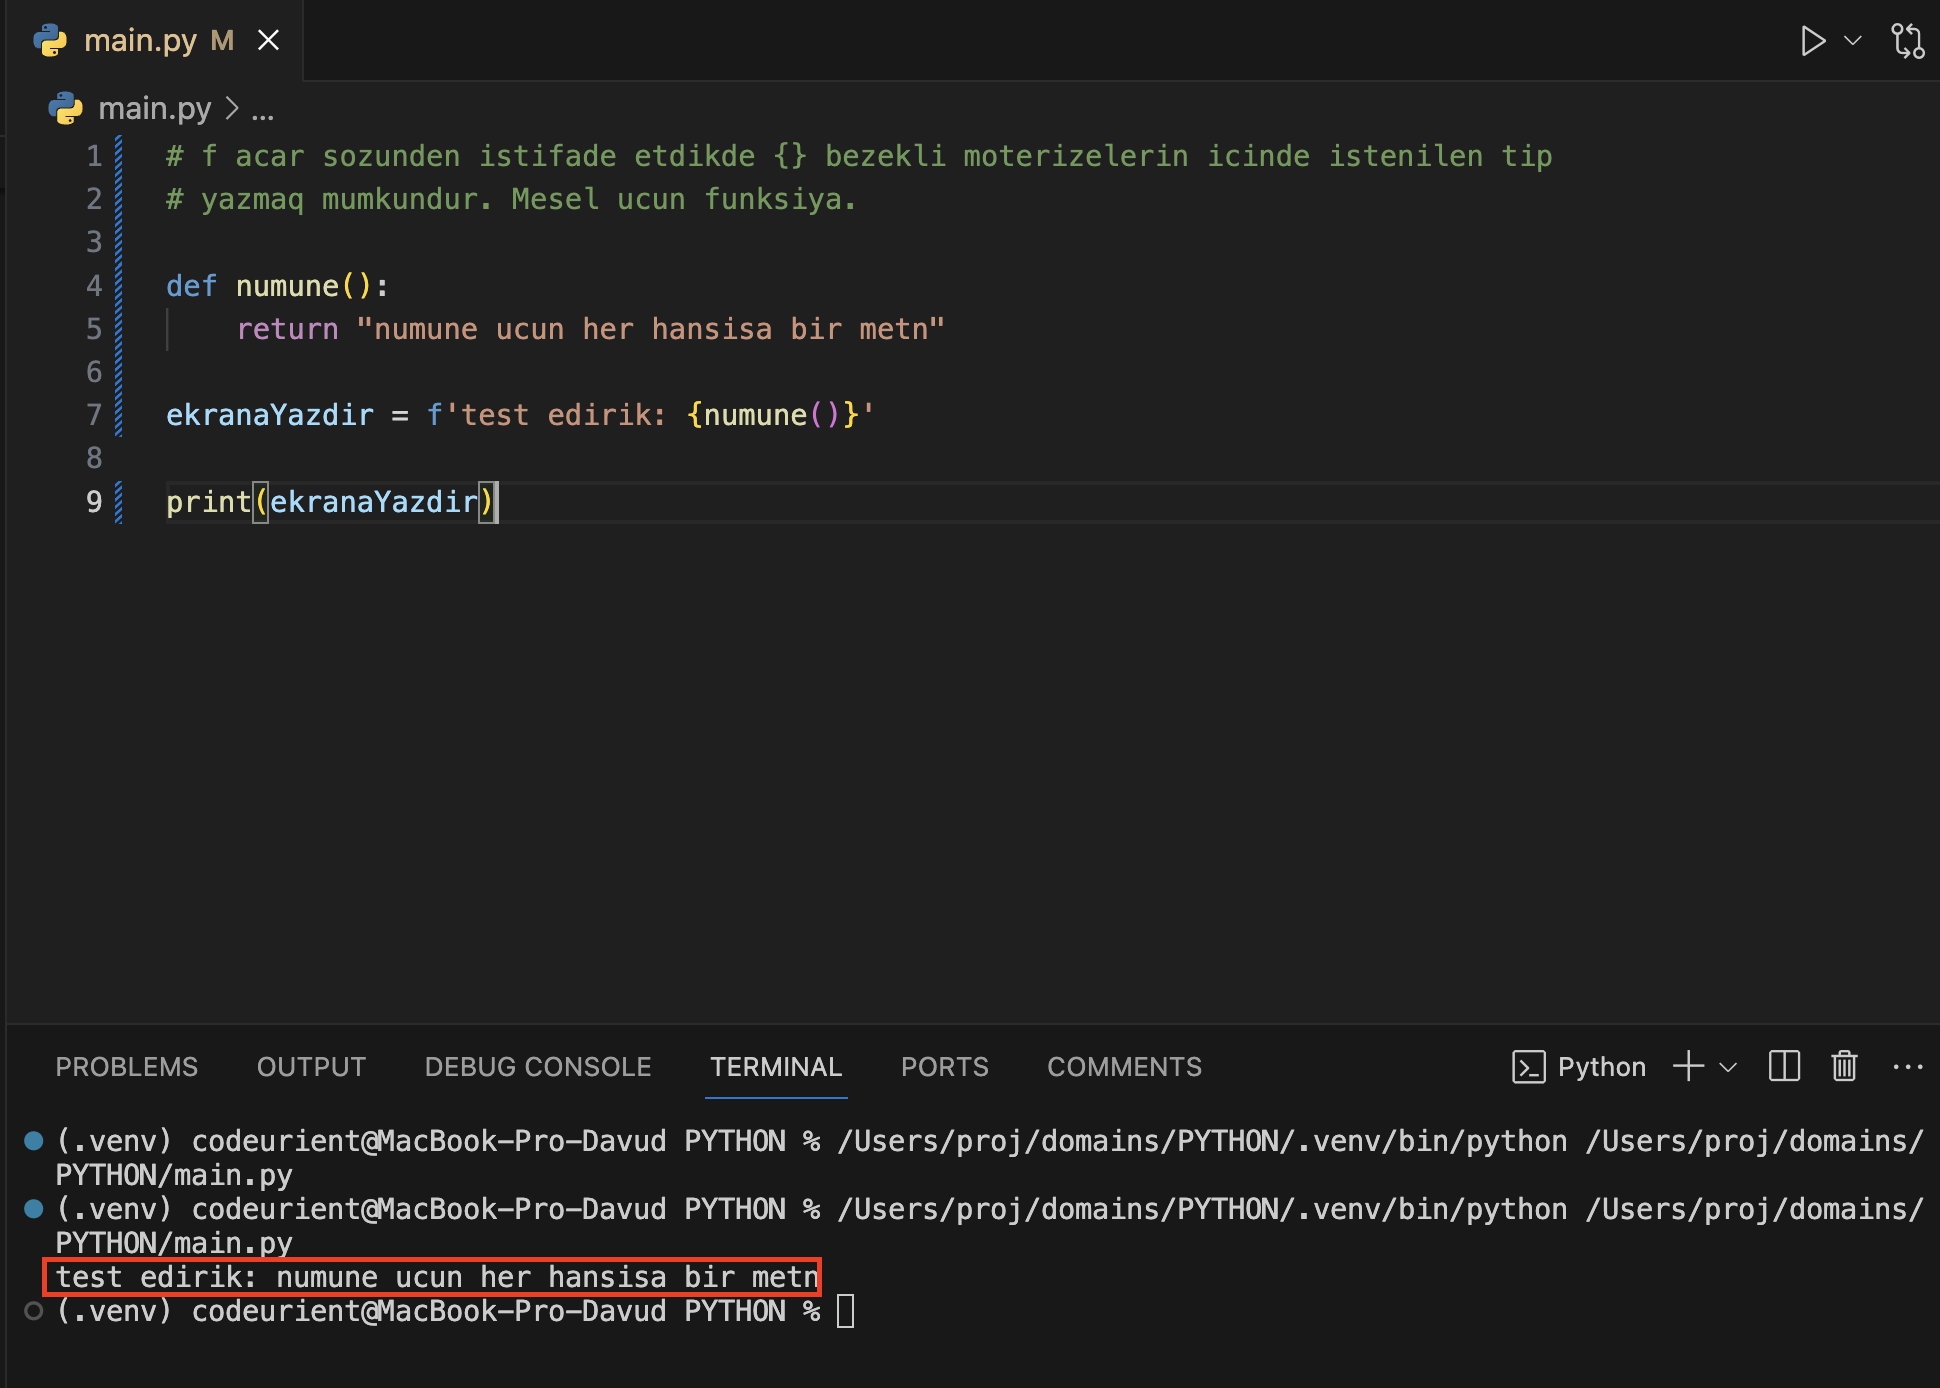 main.py M
main.py > ...
1 # f acar sozunden istifade etdikde {} bezekli moterizelerin icinde istenilen tip
2 # yazmaq mumkundur. Mesel ucun funksiya.
3
4 def numune():
5     return "numune ucun her hansisa bir metn"
6
7 ekranaYazdir = f'test edirik: {numune()}'
8
9 print(ekranaYazdir)
PROBLEMS OUTPUT DEBUG CONSOLE TERMINAL PORTS COMMENTS Python
(.venv) codeurient@MacBook-Pro-Davud PYTHON % /Users/proj/domains/PYTHON/.venv/bin/python /Users/proj/domains/
PYTHON/main.py
(.venv) codeurient@MacBook-Pro-Davud PYTHON % /Users/proj/domains/PYTHON/.venv/bin/python /Users/proj/domains/
PYTHON/main.py
test edirik: numune ucun her hansisa bir metn
(.venv) codeurient@MacBook-Pro-Davud PYTHON %